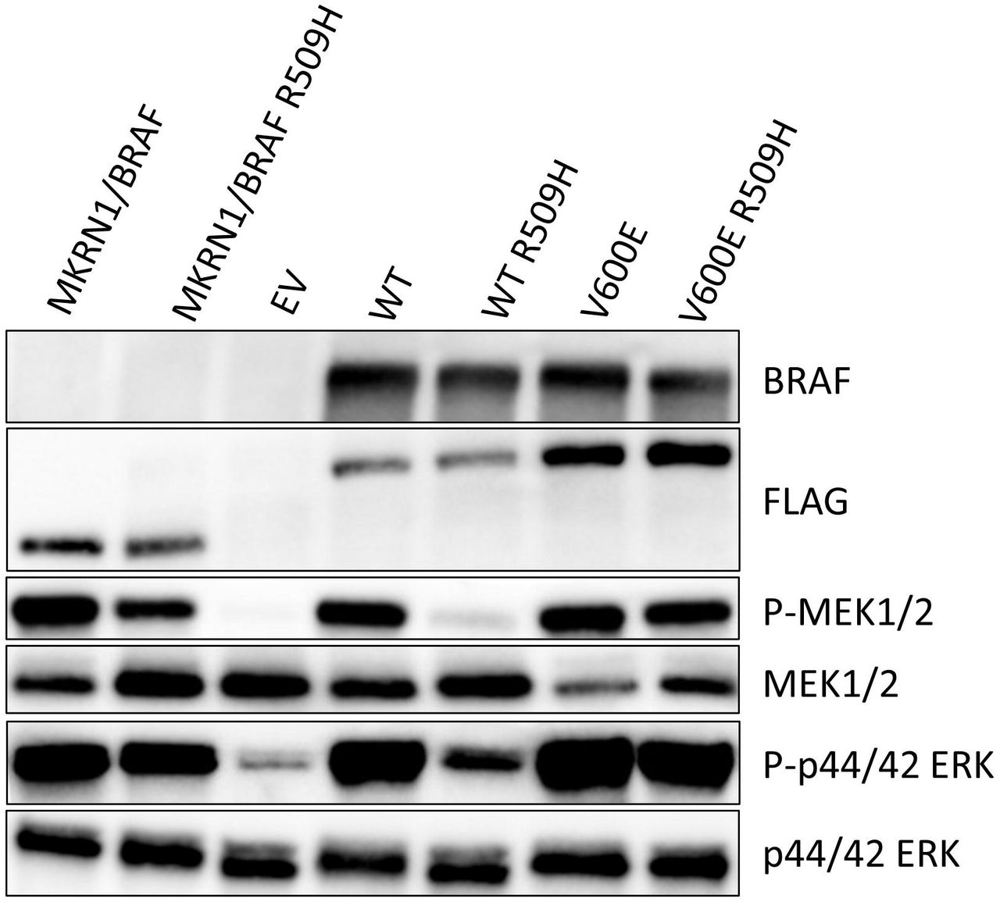 MKRN1/BRAF
MKRN1/BRAF R509H
EV
WT
WT R509H
V600E
V600E R509H
BRAF
FLAG
P-MEK1/2
MEK1/2
P-p44/42 ERK
p44/42 ERK